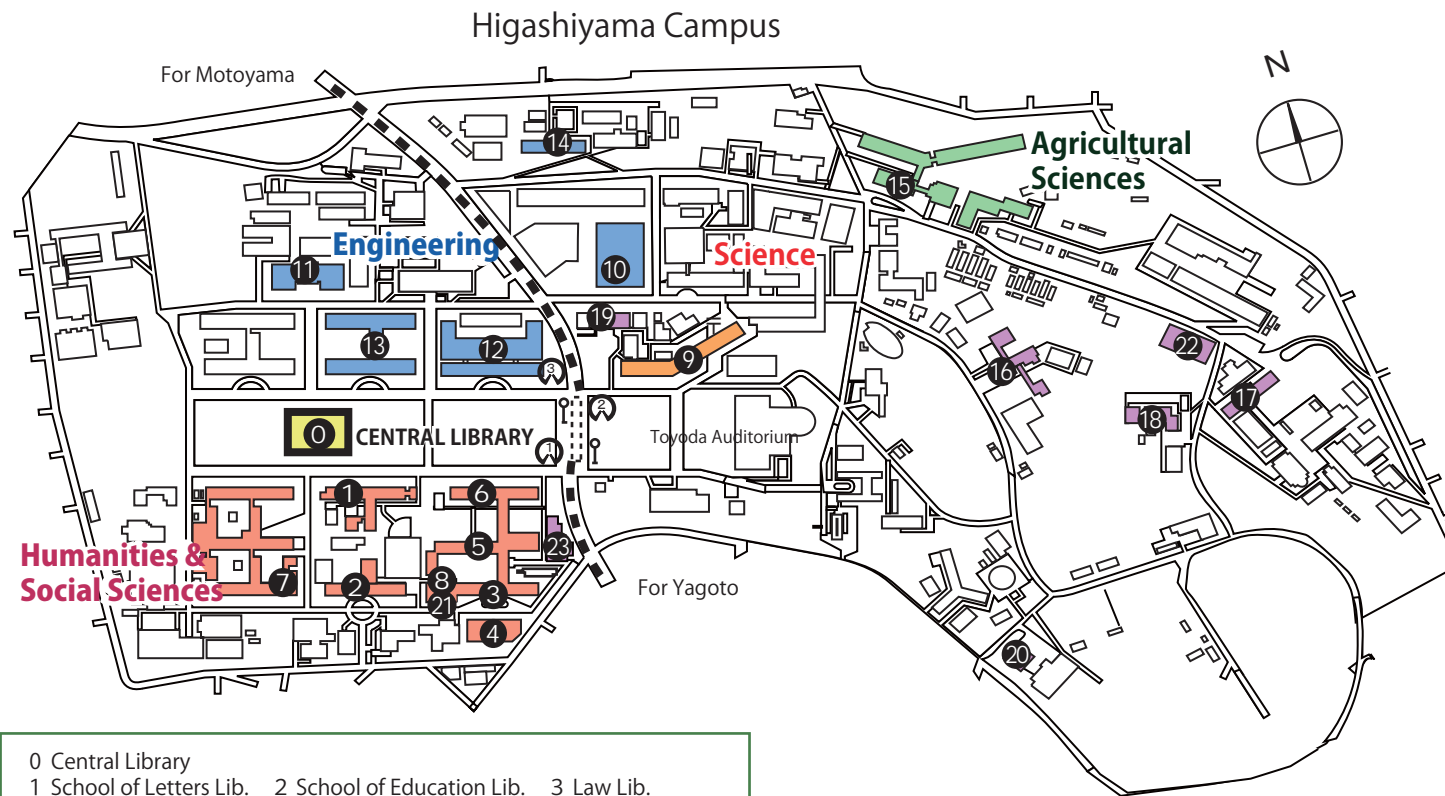 Higashiyama Campus
For Motoyama
N
14
Agricultural
Sciences
15
Engineering
Science
11
10
19
13
12
9
22
16
3
17
2
18
0
CENTRAL LIBRARY
1
Toyoda Auditorium
1
6
5
23
Humanities &
Social Sciences
7
2
8
3
For Yagoto
21
4
20
0 Central Library
1 School of Letters Lib. 2 School of Education Lib. 3 Law Lib.